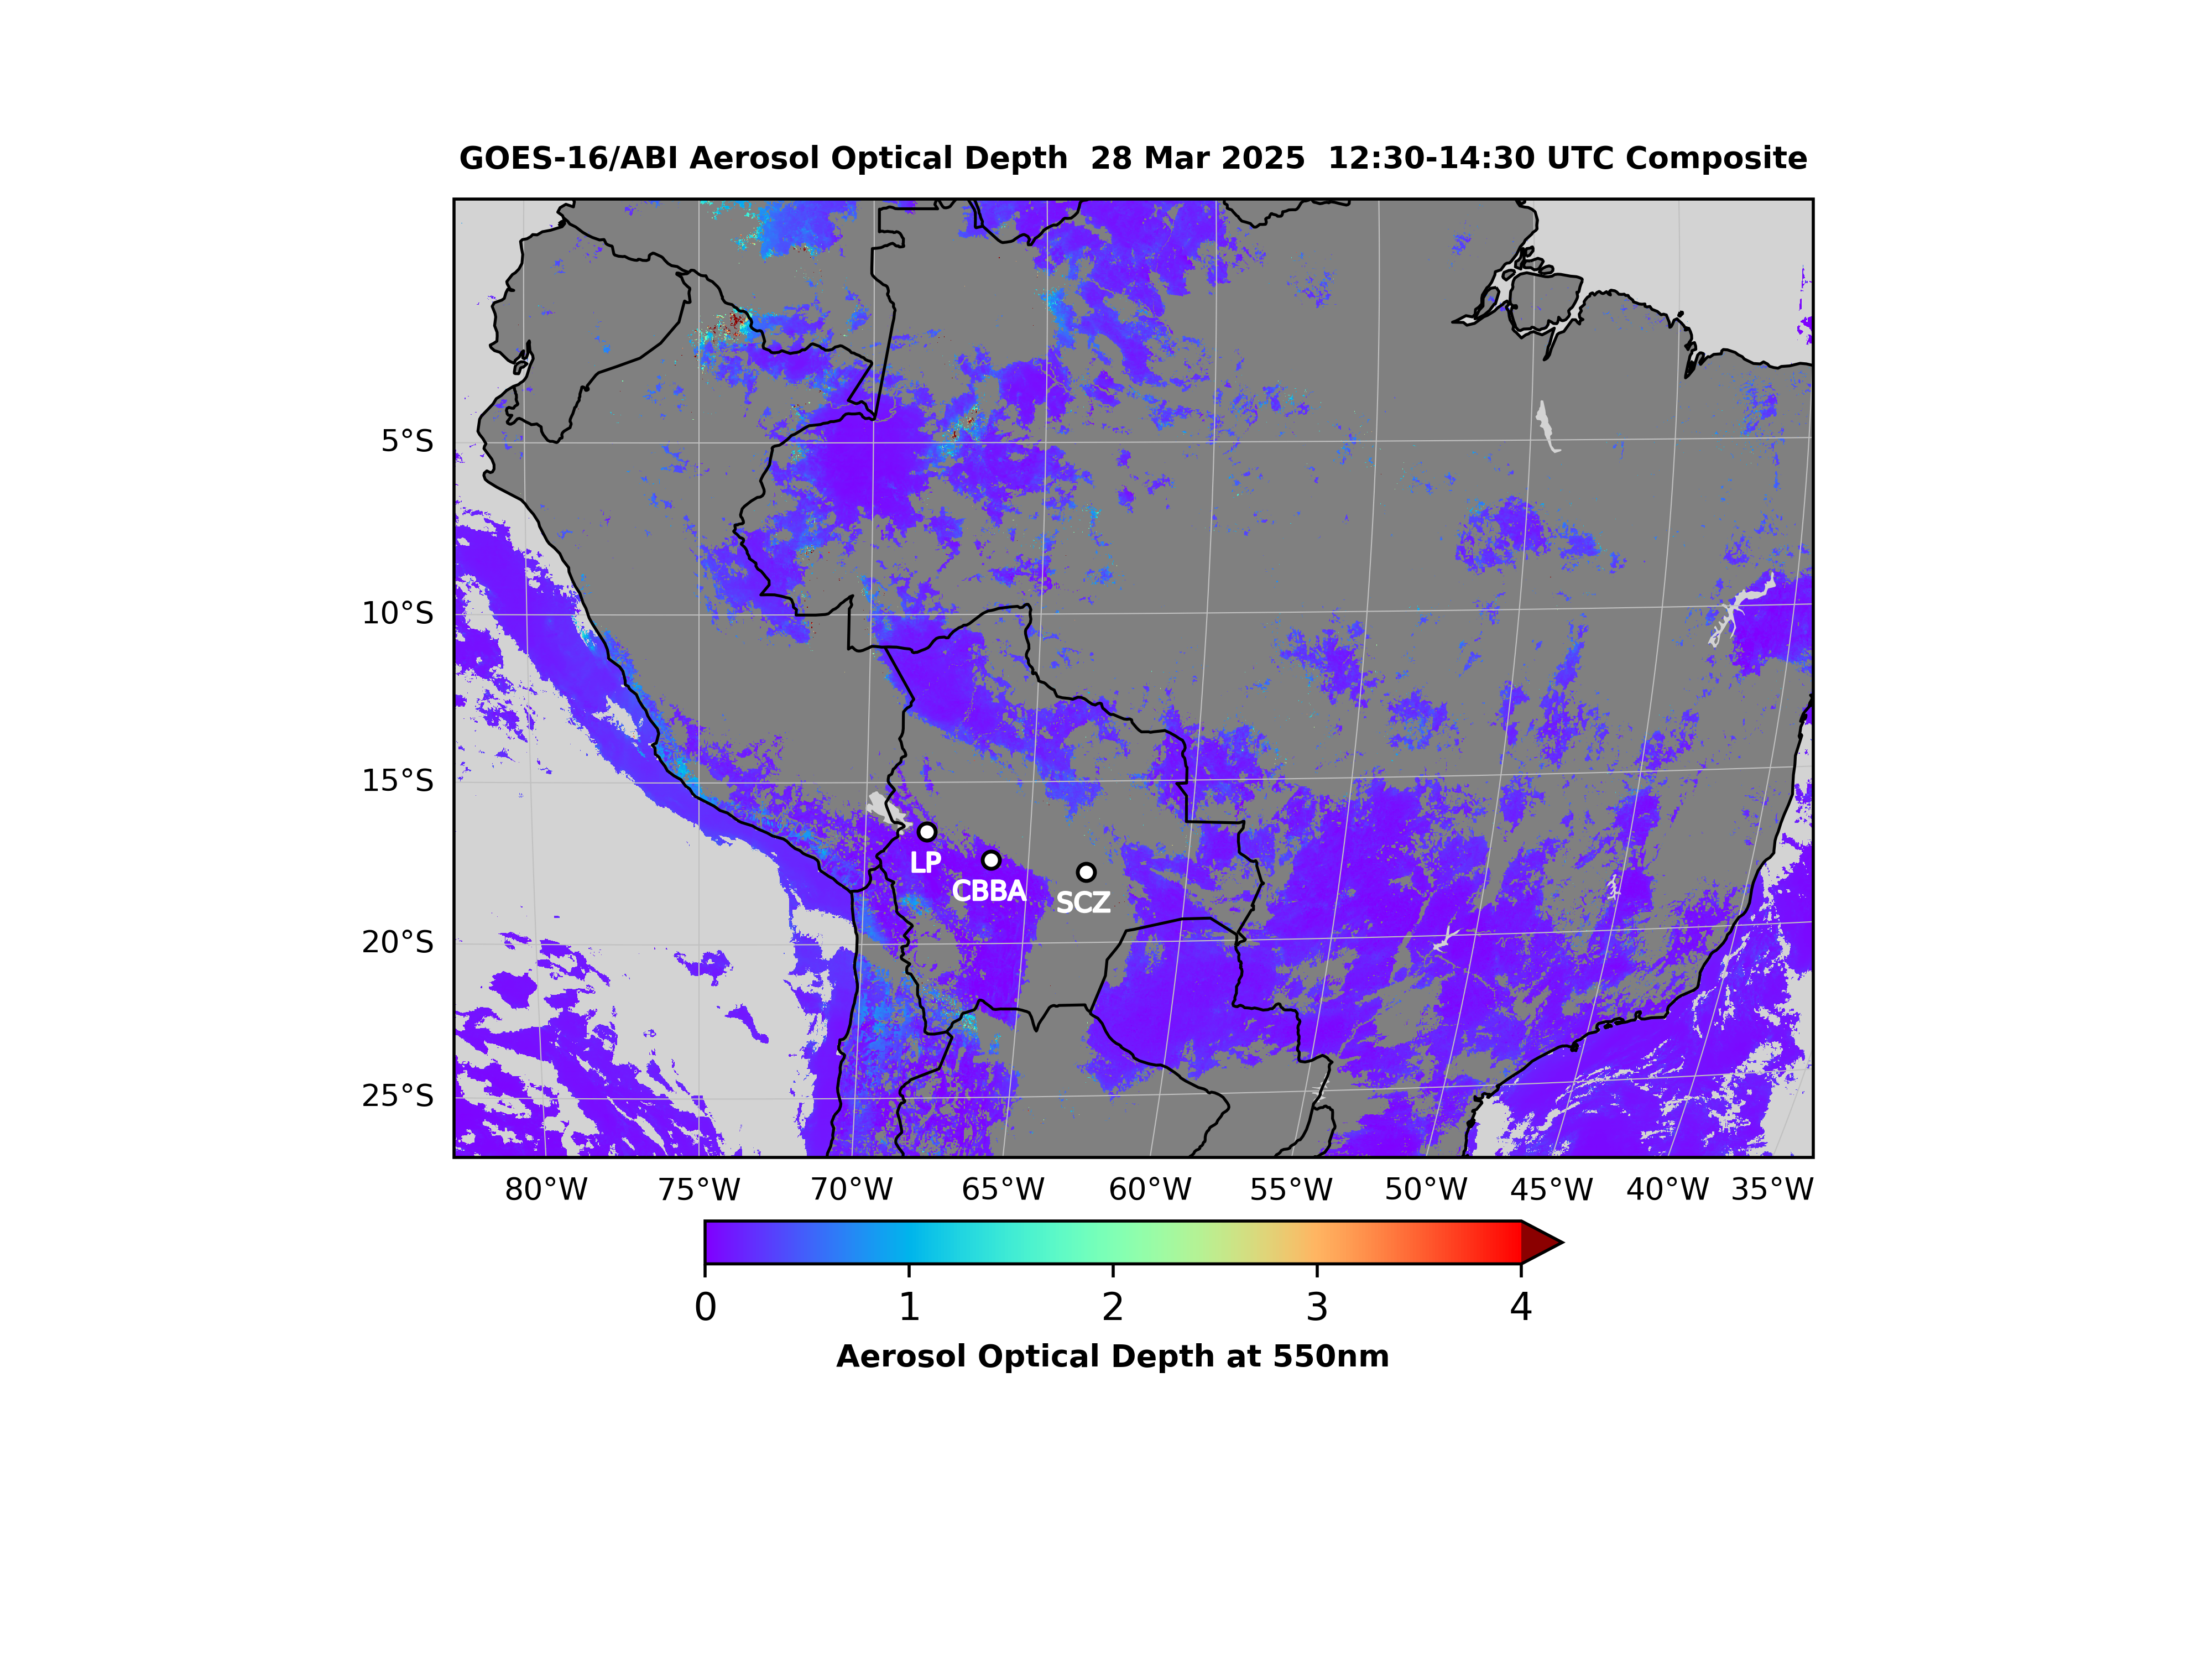 GOES-16/ABI Aerosol Optical Depth  28 Mar 2025  12:30-14:30 UTC Composite
5°S
10°S
15°S
LP
CBBA
SCZ
20°S
25°S
80°W 75°W 70°W 65°W 60°W 55°W 50°W 45°W 40°W 35°W
0 1 2 3 4
Aerosol Optical Depth at 550nm